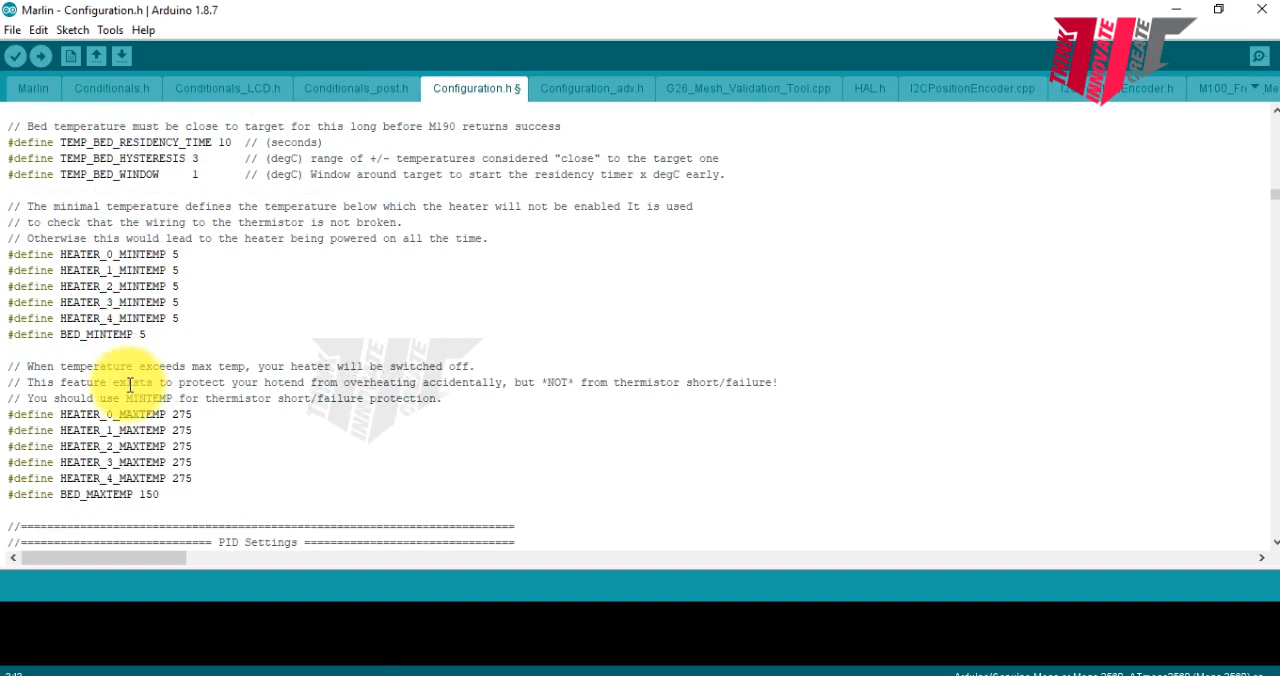 Marlin - Configuration.h | Arduino 1.8.7
File Edit Sketch Tools Help
THINK INNOVATE CREATE
Marlin Conditionals.h Conditionals_LCD.h Conditionals_post.h Configuration.h § Configuration_adv.h G26_Mesh_Validation_Tool.cpp HAL.h I2CPositionEncoder.cpp Encoder.h
// Bed temperature must be close to target for this long before M190 returns success
#define TEMP_BED_RESIDENCY_TIME 10 // (seconds)
#define TEMP_BED_HYSTERESIS 3 // (degC) range of +/- temperatures considered "close" to the target one
#define TEMP_BED_WINDOW 1 // (degC) Window around target to start the residency timer x degC early.
// The minimal temperature defines the temperature below which the heater will not be enabled It is used
// to check that the wiring to the thermistor is not broken.
// Otherwise this would lead to the heater being powered on all the time.
#define HEATER_0_MINTEMP 5
#define HEATER_1_MINTEMP 5
#define HEATER_2_MINTEMP 5
#define HEATER_3_MINTEMP 5
#define HEATER_4_MINTEMP 5
#define BED_MINTEMP 5
// When temperature exceeds max temp, your heater will be switched off.
// This feature exists to protect your hotend from overheating accidentally, but *NOT* from thermistor short/failure!
// You should use MINTEMP for thermistor short/failure protection.
#define HEATER_0_MAXTEMP 275
#define HEATER_1_MAXTEMP 275
#define HEATER_2_MAXTEMP 275
#define HEATER_3_MAXTEMP 275
#define HEATER_4_MAXTEMP 275
#define BED_MAXTEMP 150
THINK INNOVATE CREATE
//===========================================================================
//============================= PID Settings ================================